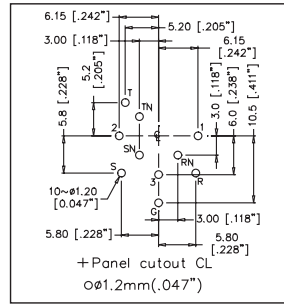 6.15 [.242"]
5.20 [.205"]
3.00 [.118"]
6.15
[.242"]
5.2
[.205"]
5.8 [.228"]
T
TN
2
1
SN
RN
S
3
R
G
3.0 [.118"]
6.0 [.238"]
10.5 [.411"]
10~ø1.20
[0.047"]
3.00 [.118"]
5.80 [.228"]
5.80
[.228"]
+Panel cutout CL
○ø1.2mm(.047")